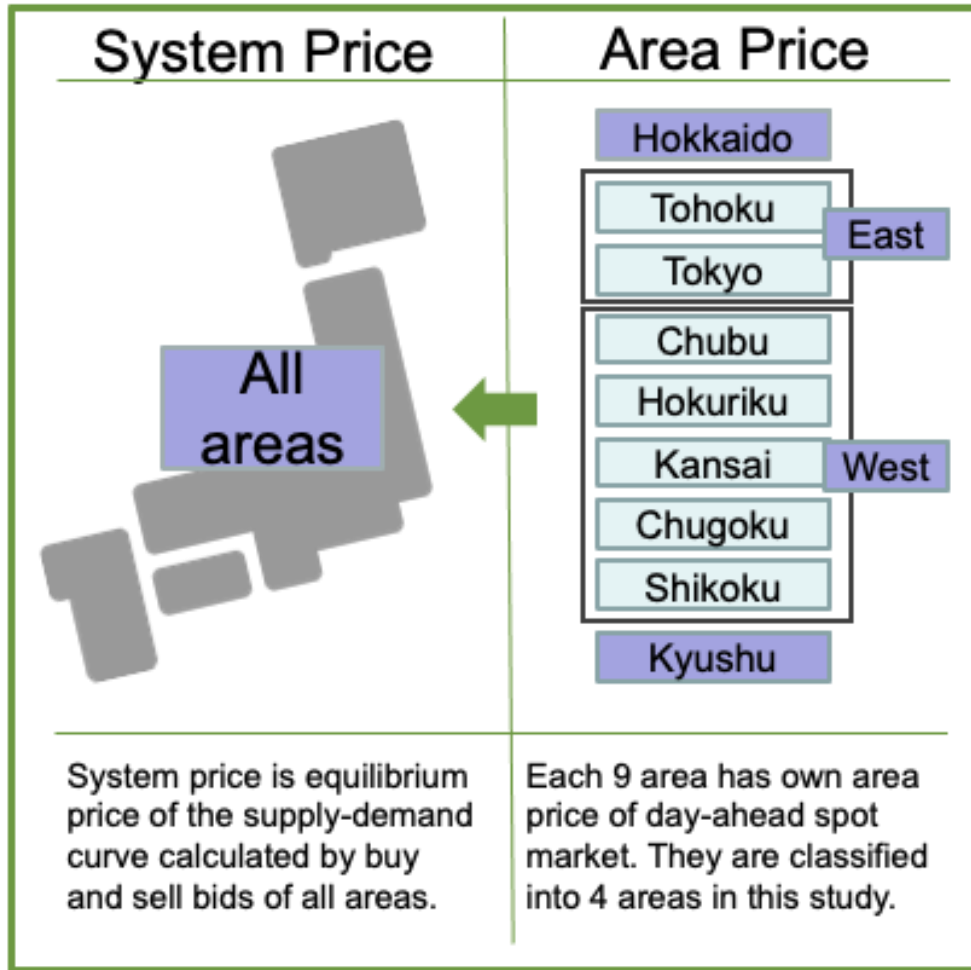 System Price
All
areas
System price is equilibrium
price of the supply-demand
curve calculated by buy
and sell bids of all areas.
Area Price
Hokkaido
Tohoku
Tokyo
East
Chubu
Hokuriku
Kansai
Chugoku
Shikoku
West
Kyushu
Each 9 area has own area
price of day-ahead spot
market. They are classified
into 4 areas in this study.